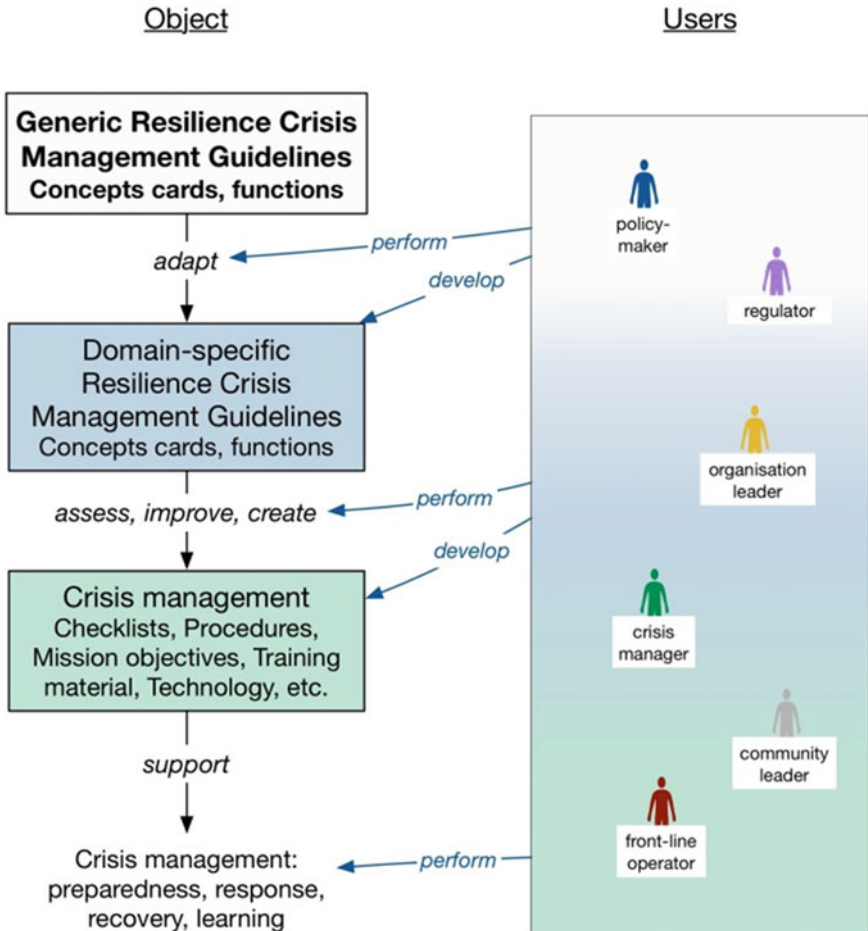 Object
Users
Generic Resilience Crisis
Management Guidelines
Concepts cards, functions
adapt
perform
develop
Domain-specific
Resilience Crisis
Management Guidelines
Concepts cards, functions
assess, improve, create
perform
develop
Crisis management
Checklists, Procedures,
Mission objectives, Training
material, Technology, etc.
support
Crisis management:
preparedness, response,
recovery, learning
perform
policy-
maker
regulator
organisation
leader
crisis
manager
community
leader
front-line
operator